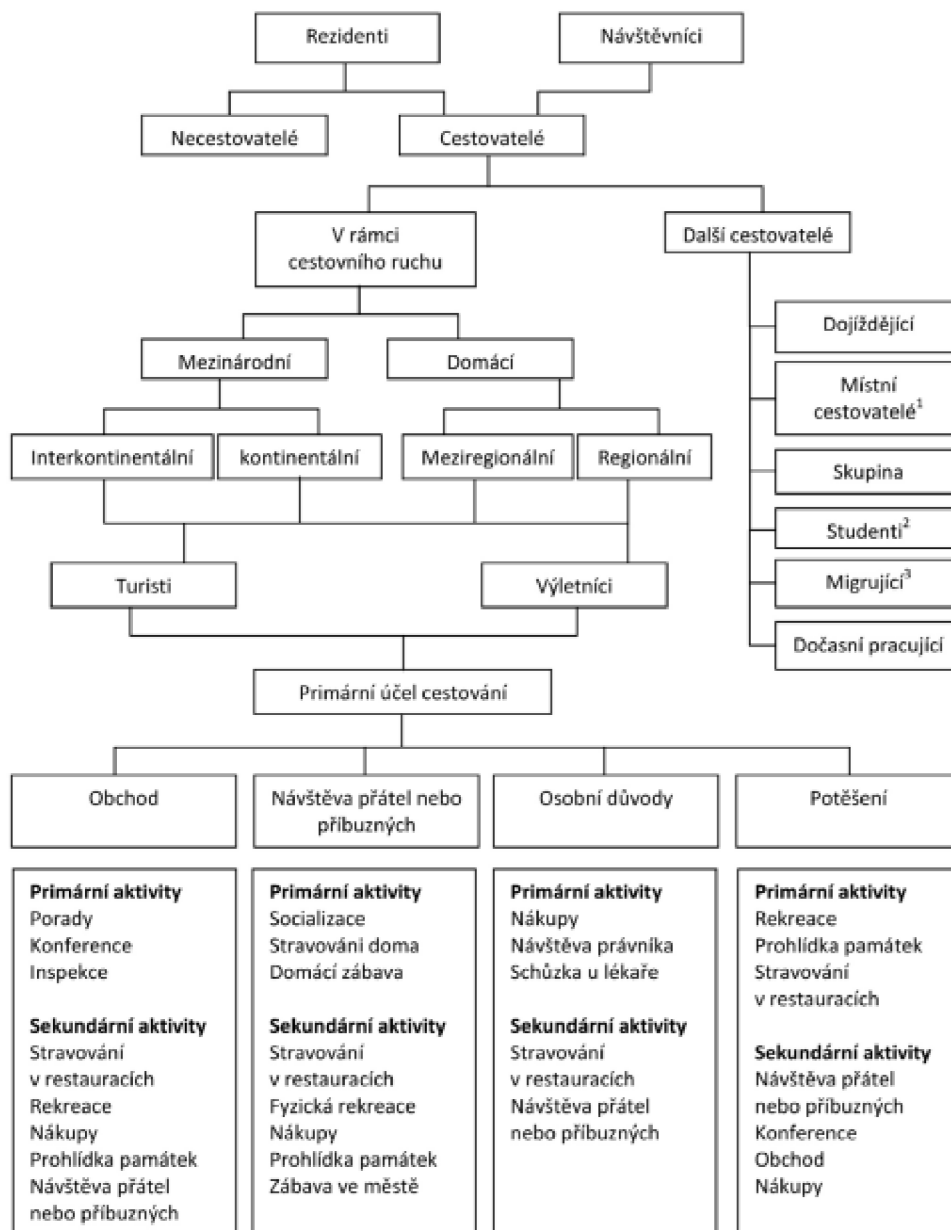 Rezidenti
Návštěvníci
Necestovatelé
Cestovatelé
V rámci
cestovního ruchu
Další cestovatelé
Mezinárodní
Domácí
Dojíždějící
Místní
cestovatelé¹
Interkontinentální
kontinentální
Meziregionální
Regionální
Skupina
Studenti²
Turisti
Výletníci
Migrující³
Dočasní pracující
Primární účel cestování
Obchod
Návštěva přátel nebo
příbuzných
Osobní důvody
Potěšení
Primární aktivity
Porady
Konference
Inspekce
Sekundární aktivity
Stravování
v restauracích
Rekreace
Nákupy
Prohlídka památek
Návštěva přátel
nebo příbuzných
Primární aktivity
Socializace
Stravováni doma
Domácí zábava
Sekundární aktivity
Stravování
v restauracích
Fyzická rekreace
Nákupy
Prohlídka památek
Zábava ve městě
Primární aktivity
Nákupy
Návštěva právníka
Schůzka u lékaře
Sekundární aktivity
Stravování
v restauracích
Návštěva přátel
nebo příbuzných
Primární aktivity
Rekreace
Prohlídka památek
Stravování
v restauracích
Sekundární aktivity
Návštěva přátel
nebo příbuzných
Konference
Obchod
Nákupy